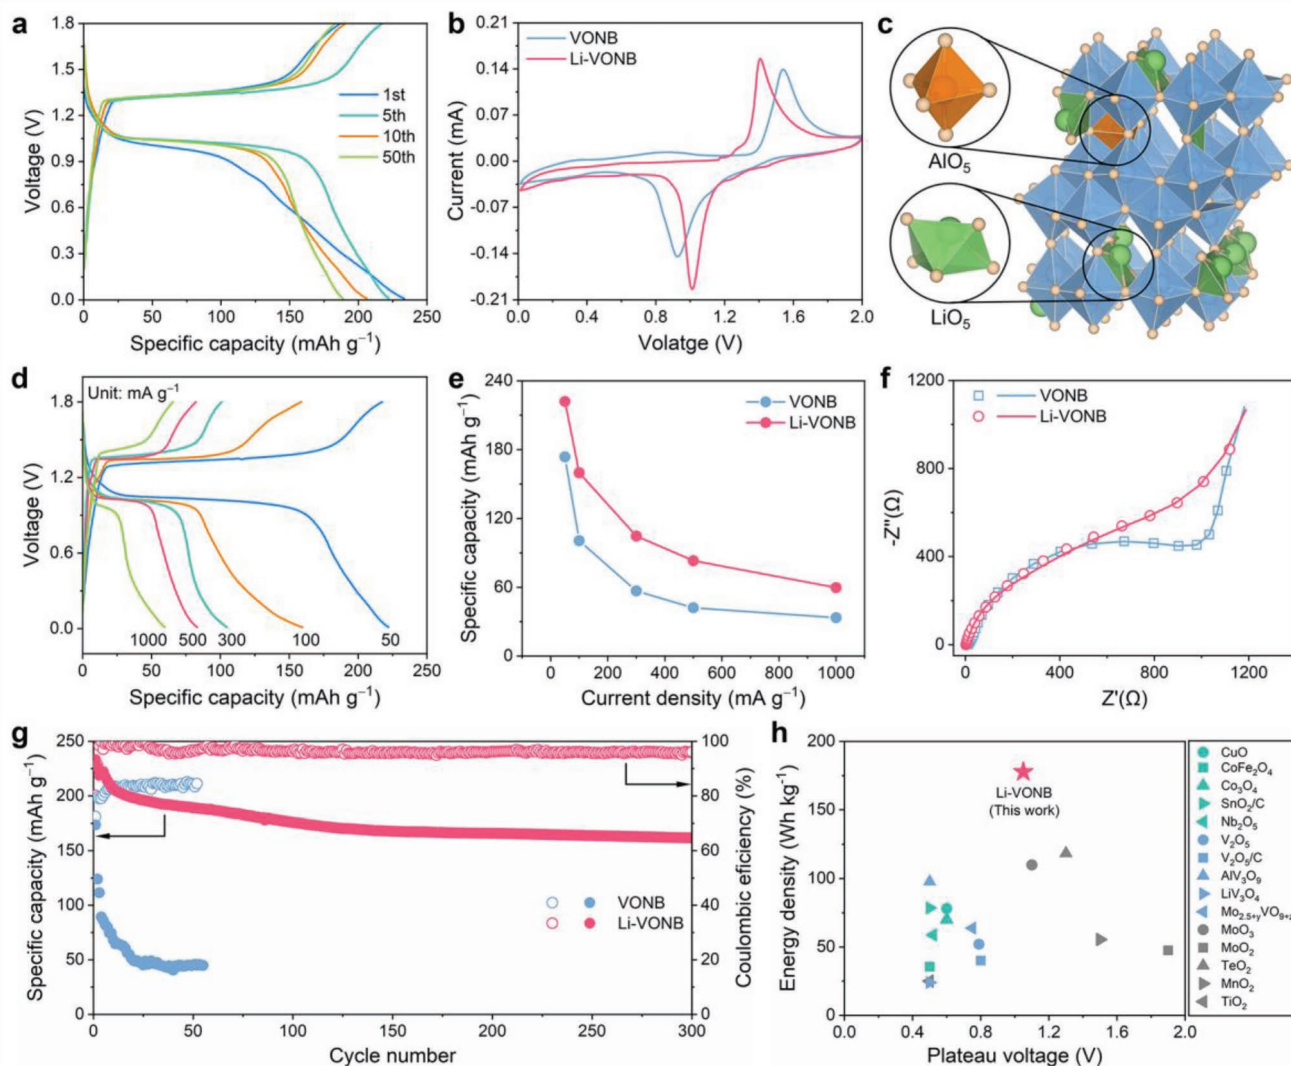 a
1.8
1.5
1.2
0.9
0.6
0.3
0.0
Voltage (V)
1st
5th
10th
50th
0 50 100 150 200 250
Specific capacity (mAh g⁻¹)
b
0.21
0.14
0.07
0.00
-0.07
-0.14
-0.21
Current (mA)
VONB
Li-VONB
0.0 0.4 0.8 1.2 1.6 2.0
Volatge (V)
c
AlO₅
LiO₅
d
Unit: mA g⁻¹
1.8
1.2
0.6
0.0
Voltage (V)
1000 500 300 100 50
0 50 100 150 200 250
Specific capacity (mAh g⁻¹)
e
240
180
120
60
0
Specific capacity (mAh g⁻¹)
VONB
Li-VONB
0 200 400 600 800 1000
Current density (mA g⁻¹)
f
1200
800
400
0
-Z''(Ω)
VONB
Li-VONB
0 400 800 1200
Z'(Ω)
g
250
200
150
100
50
0
Specific capacity (mAh g⁻¹)
100
80
60
40
20
0
Coulombic eficiency (%)
VONB
Li-VONB
0 50 100 150 200 250 300
Cycle number
h
200
150
100
50
0
Energy density (Wh kg⁻¹)
Li-VONB
(This work)
0.0 0.4 0.8 1.2 1.6 2.0
Plateau voltage (V)
CuO
CoFe₂O₄
Co₃O₄
SnO₂/C
Nb₂O₅
V₂O₅
V₂O₅/C
AlV₃O₉
LiV₃O₄
Mo₂.₅₊yVO₉₊
MoO₃
MoO₂
TeO₂
MnO₂
TiO₂